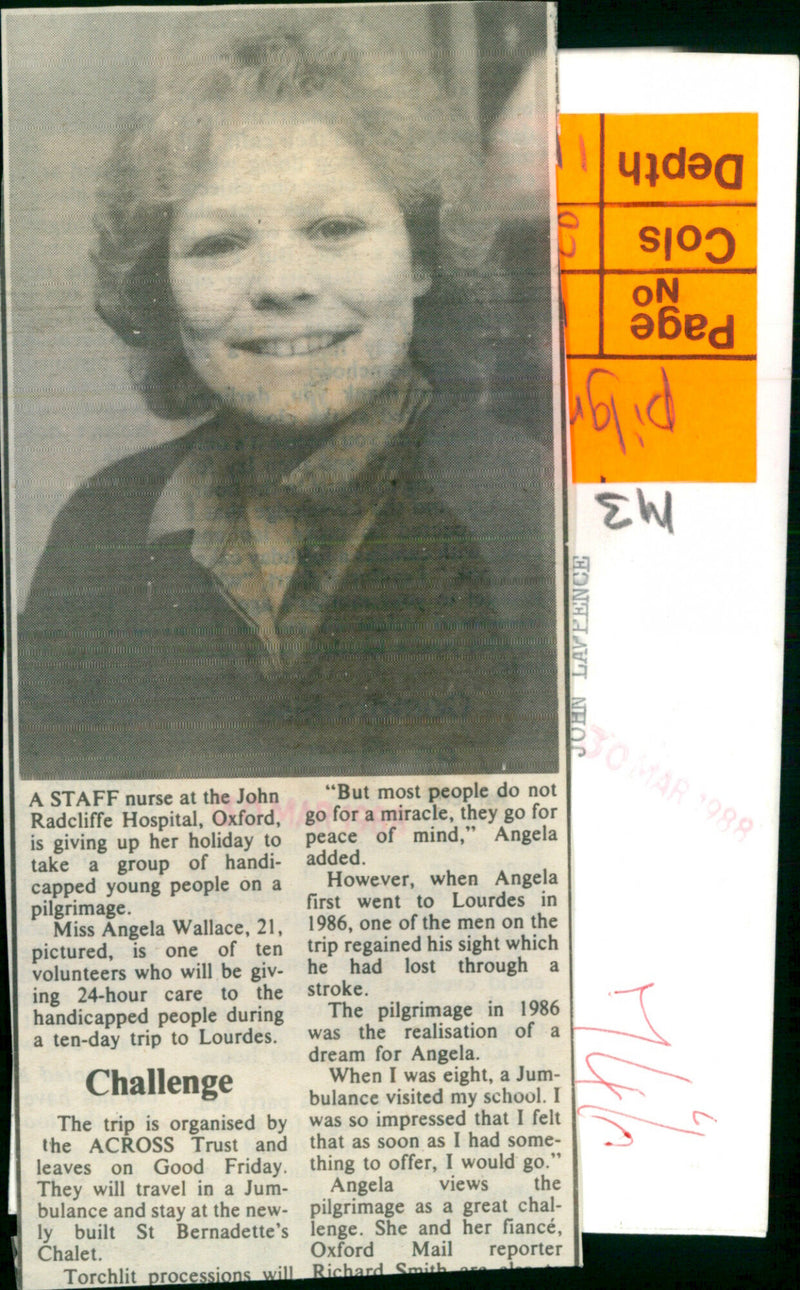 A STAFF nurse at the John
Radcliffe Hospital, Oxford,
is giving up her holiday to
take a group of handi-
capped young people on a
pilgrimage.
Miss Angela Wallace, 21,
pictured, is one of ten
volunteers who will be giv-
ing 24-hour care to the
handicapped people during
a ten-day trip to Lourdes.
Challenge
The trip is organised by
the ACROSS Trust and
leaves on Good Friday.
They will travel in a Jum-
bulance and stay at the new-
ly built St Bernadette's
Chalet.
Torchlit processions will
"But most people do not
go for a miracle, they go for
peace of mind," Angela
added.
However, when Angela
first went to Lourdes in
1986, one of the men on the
trip regained his sight which
he had lost through a
stroke.
The pilgrimage in 1986
was the realisation of a
dream for Angela.
When I was eight, a Jum-
bulance visited my school. I
was so impressed that I felt
that as soon as I had some-
thing to offer, I would go."
Angela views the
pilgrimage as a great chal-
lenge. She and her fiancé,
Oxford Mail reporter
Richard Smith are
Depth
Cols
Page
NO
pilgr
M3
JOHN LAWRENCE
30 MAR 1988